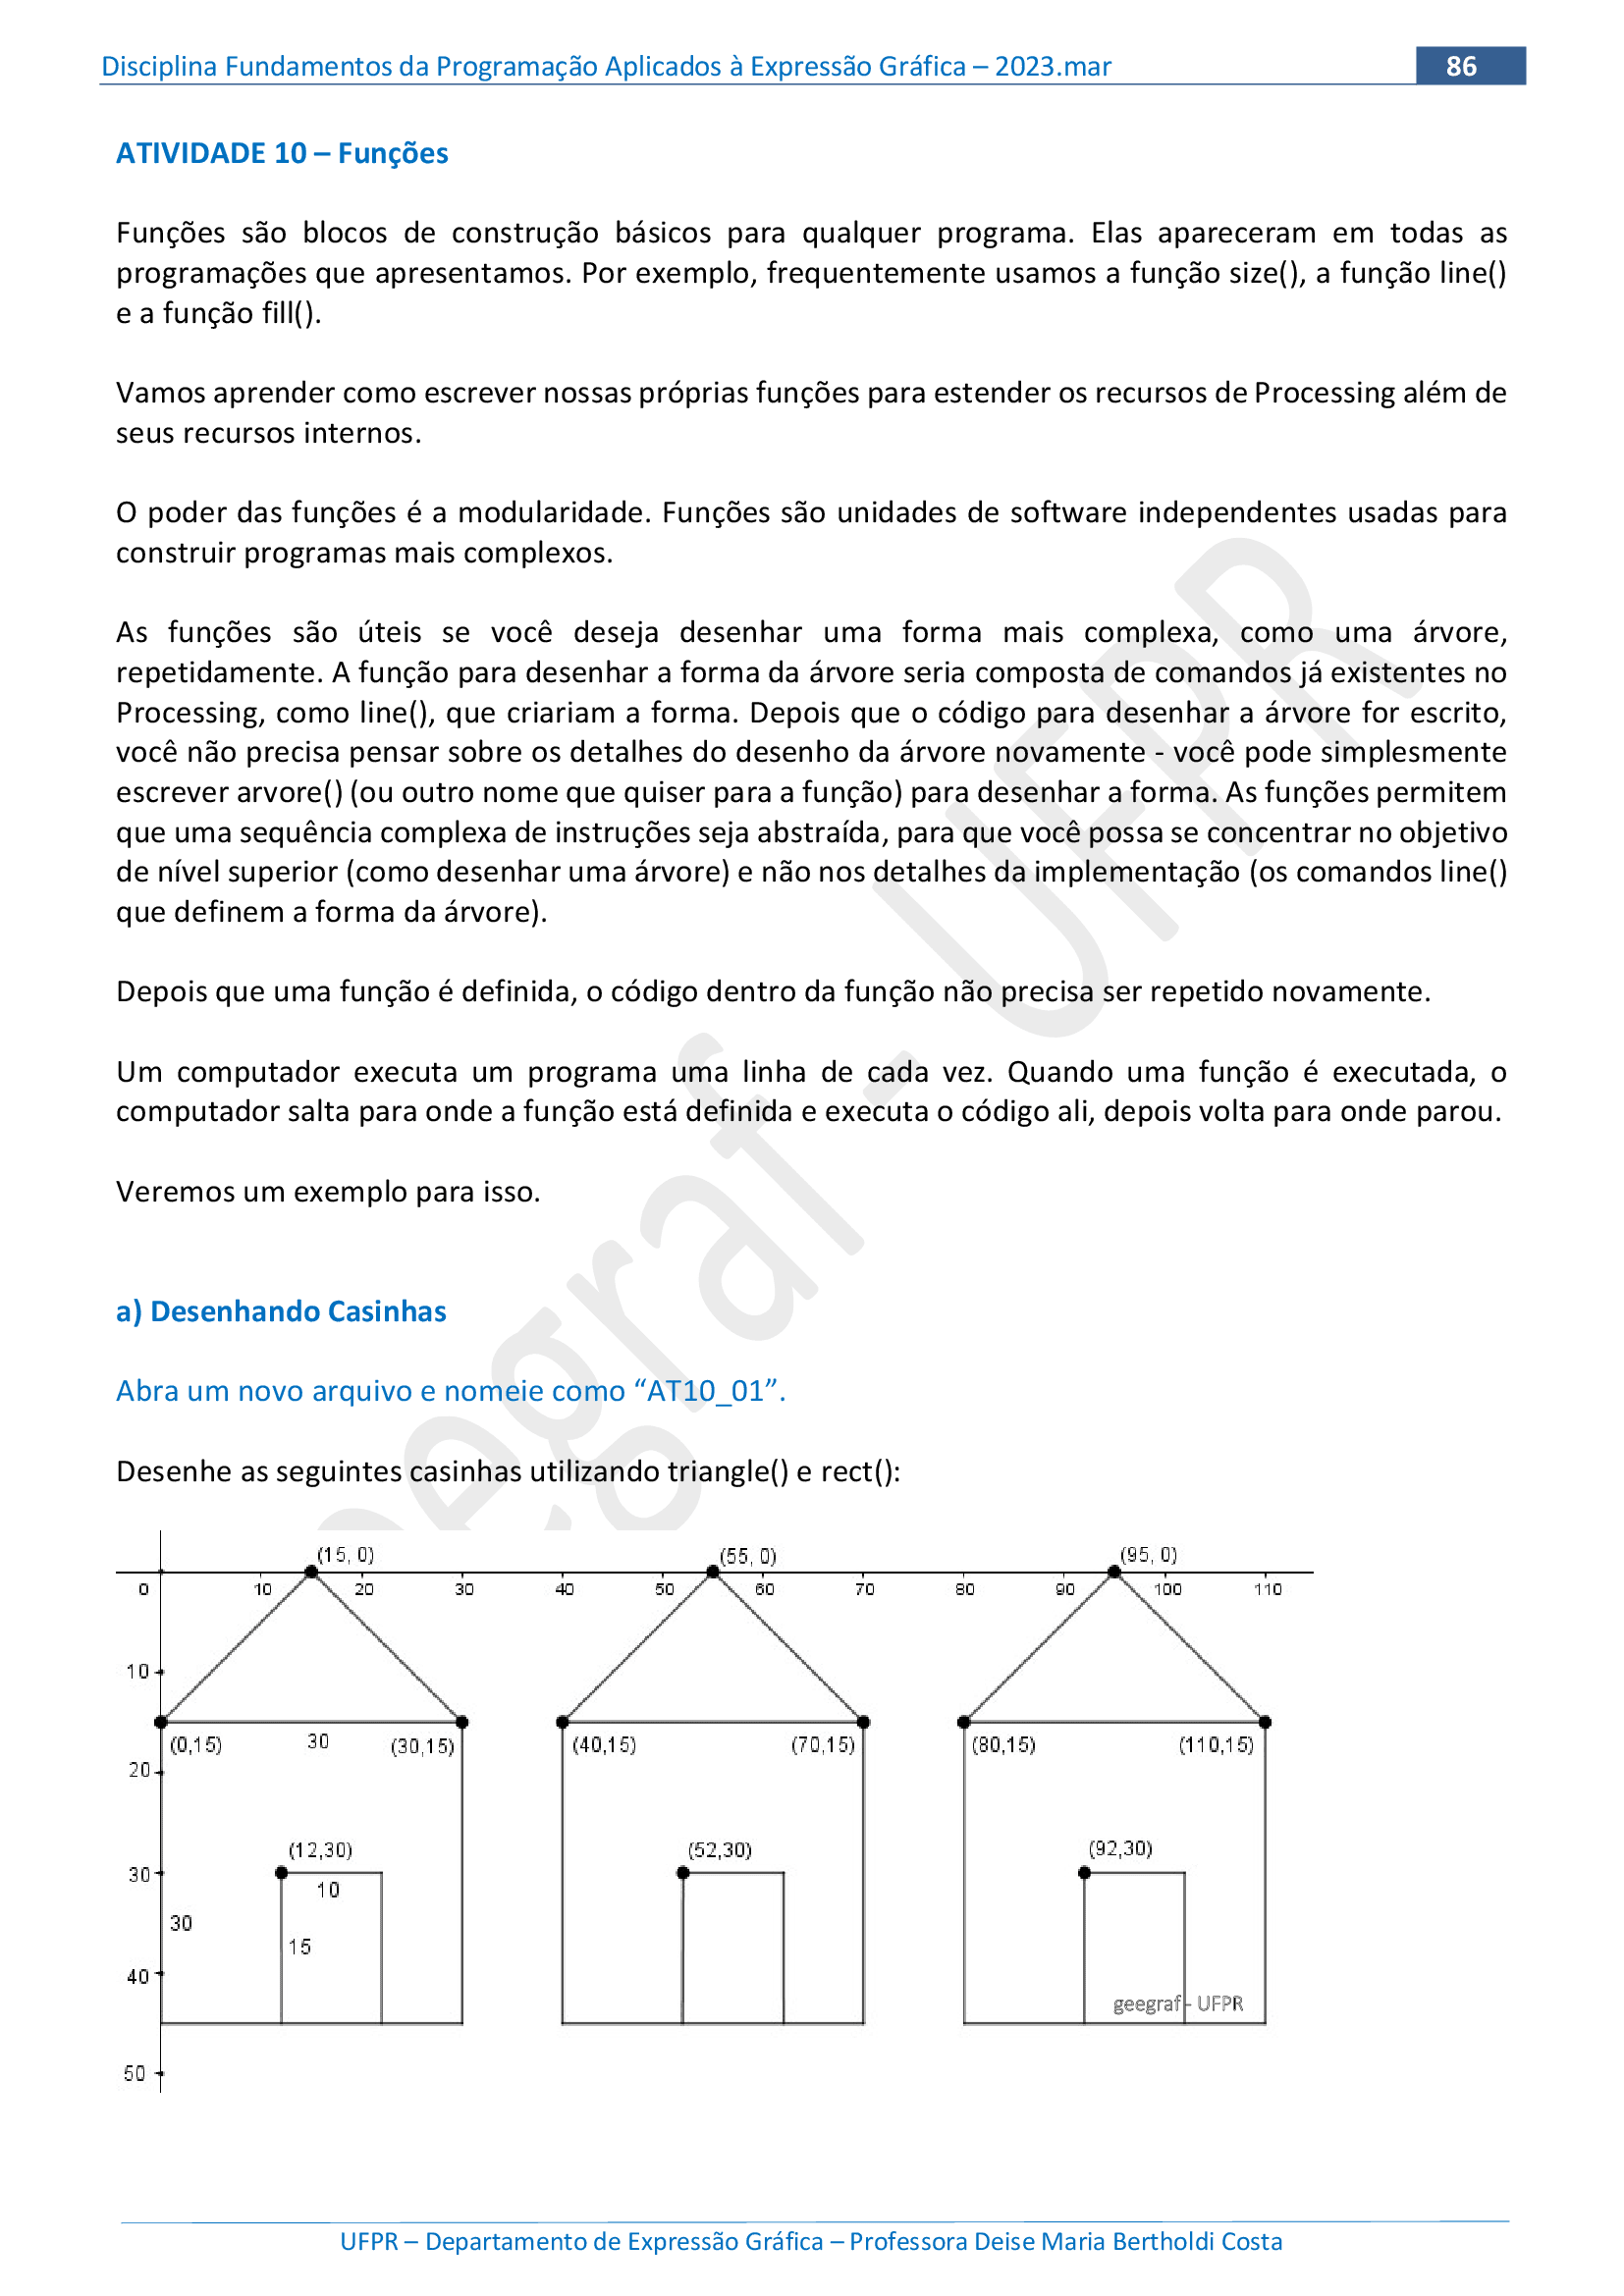 Disciplina Fundamentos da Programação Aplicados à Expressão Gráfica – 2023.mar
86
ATIVIDADE 10 – Funções
Funções são blocos de construção básicos para qualquer programa. Elas apareceram em todas as
programações que apresentamos. Por exemplo, frequentemente usamos a função size(), a função line()
e a função fill().
Vamos aprender como escrever nossas próprias funções para estender os recursos de Processing além de
seus recursos internos.
O poder das funções é a modularidade. Funções são unidades de software independentes usadas para
construir programas mais complexos.
As funções são úteis se você deseja desenhar uma forma mais complexa, como uma árvore,
repetidamente. A função para desenhar a forma da árvore seria composta de comandos já existentes no
Processing, como line(), que criariam a forma. Depois que o código para desenhar a árvore for escrito,
você não precisa pensar sobre os detalhes do desenho da árvore novamente - você pode simplesmente
escrever arvore() (ou outro nome que quiser para a função) para desenhar a forma. As funções permitem
que uma sequência complexa de instruções seja abstraída, para que você possa se concentrar no objetivo
de nível superior (como desenhar uma árvore) e não nos detalhes da implementação (os comandos line()
que definem a forma da árvore).
Depois que uma função é definida, o código dentro da função não precisa ser repetido novamente.
Um computador executa um programa uma linha de cada vez. Quando uma função é executada, o
computador salta para onde a função está definida e executa o código ali, depois volta para onde parou.
Veremos um exemplo para isso.
a) Desenhando Casinhas
Abra um novo arquivo e nomeie como “AT10_01”.
Desenhe as seguintes casinhas utilizando triangle() e rect():
(15, 0) (55, 0) (95, 0)
0 10 20 30 40 50 60 70 80 90 100 110
10
(0,15) 30 (30,15) (40,15) (70,15) (80,15) (110,15)
20
(12,30) (52,30) (92,30)
30
10
30
15
40
geegraf - UFPR
50
UFPR – Departamento de Expressão Gráfica – Professora Deise Maria Bertholdi Costa
geegraf - UFPR